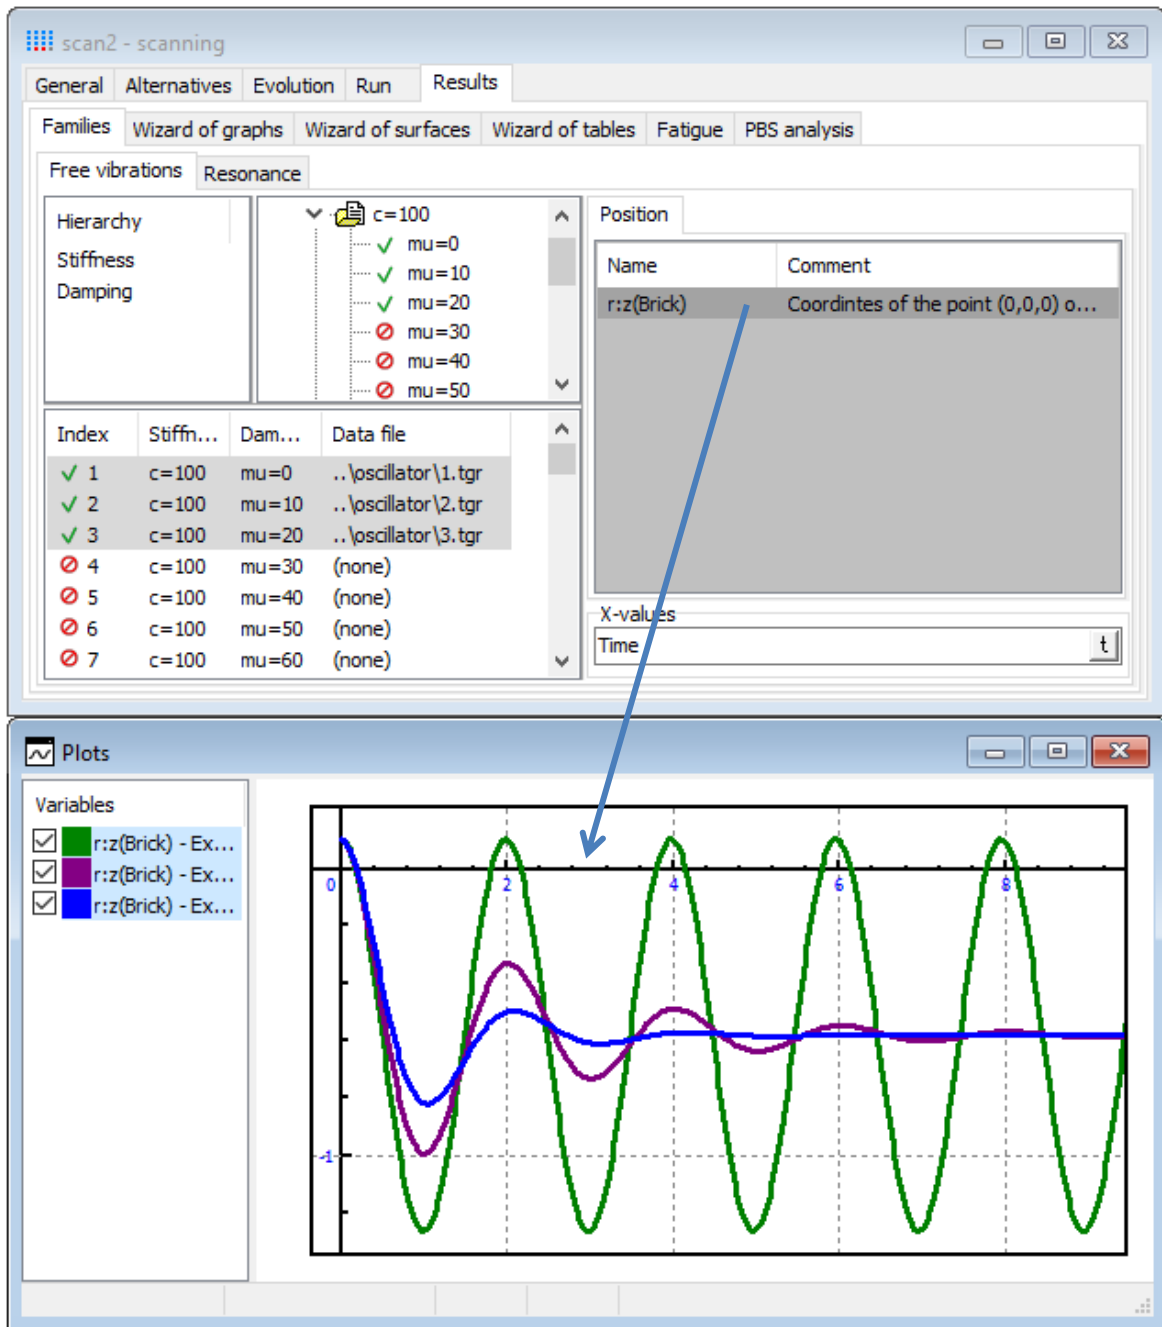 scan2 - scanning
General Alternatives Evolution Run Results
Families Wizard of graphs Wizard of surfaces Wizard of tables Fatigue PBS analysis
Free vibrations Resonance
Hierarchy
Stiffness
Damping
c=100
mu=0
mu=10
mu=20
mu=30
mu=40
mu=50
Position
Name Comment
r:z(Brick) Coordintes of the point (0,0,0) o...
Index Stiffn... Dam... Data file
1 c=100 mu=0 ..\oscillator\1.tgr
2 c=100 mu=10 ..\oscillator\2.tgr
3 c=100 mu=20 ..\oscillator\3.tgr
4 c=100 mu=30 (none)
5 c=100 mu=40 (none)
6 c=100 mu=50 (none)
7 c=100 mu=60 (none)
X-values
Time t
Plots
Variables
r:z(Brick) - Ex...
r:z(Brick) - Ex...
r:z(Brick) - Ex...
0 2 4 6 8
-1